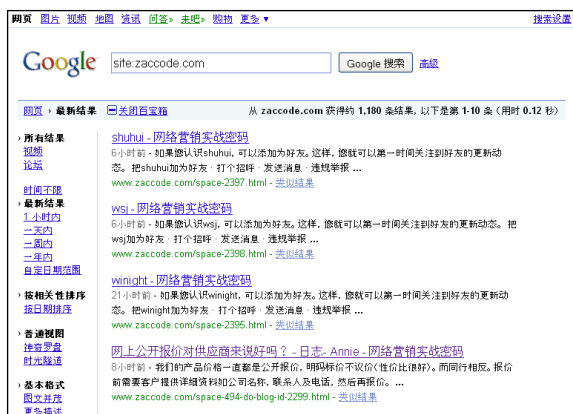 网页 图片 视频 地图 资讯 问答» 来吧» 购物 更多 ▼ 搜索设置
Google site:zaccode.com Google 搜索 高级
网页 › 最新结果 关闭百宝箱 从 zaccode.com 获得约 1,180 条结果，以下是第 1-10 条（用时 0.12 秒）
› 所有结果
视频
论坛
时间不限
› 最新结果
1 小时内
一天内
一周内
一年内
自定日期范围
› 按相关性排序
按日期排序
› 普通视图
神奇罗盘
时光隧道
› 基本格式
图文并茂
更多描述
shuhui - 网络营销实战密码
6小时前 - 如果您认识shuhui, 可以添加为好友。这样, 您就可以第一时间关注到好友的更新动
态。 把shuhui加为好友 · 打个招呼 · 发送消息 · 违规举报 ...
www.zaccode.com/space-2397.html - 类似结果
wsj - 网络营销实战密码
6小时前 - 如果您认识wsj, 可以添加为好友。这样, 您就可以第一时间关注到好友的更新动态。 把
wsj加为好友 · 打个招呼 · 发送消息 · 违规举报 ...
www.zaccode.com/space-2398.html - 类似结果
winight - 网络营销实战密码
21小时前 - 如果您认识winight, 可以添加为好友。这样, 您就可以第一时间关注到好友的更新动
态。 把winight加为好友 · 打个招呼 · 发送消息 · 违规举报 ...
www.zaccode.com/space-2395.html - 类似结果
网上公开报价对供应商来说好吗？ - 日志 - Annie - 网络营销实战密码
8小时前 - 我们的产品价格一直都是公开报价, 明码标价不议价(性价比很好)。而同行相反。报价
前需要客户提供详细资料如公司名称, 联系人及电话, 然后再报价。 ...
www.zaccode.com/space-494-do-blog-id-2299.html - 类似结果